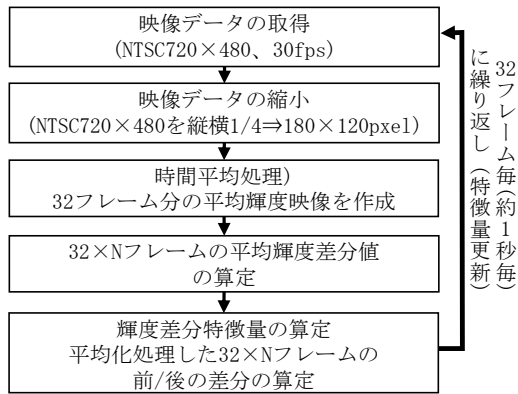 映像データの取得
(NTSC720×480、30fps)
映像データの縮小
(NTSC720×480を縦横1/4⇒180×120pxel)
時間平均処理)
32フレーム分の平均輝度映像を作成
32×Nフレームの平均輝度差分値
の算定
輝度差分特徴量の算定
平均化処理した32×Nフレームの
前/後の差分の算定
32フレーム毎(約1秒毎)
に繰り返し(特徴量更新)